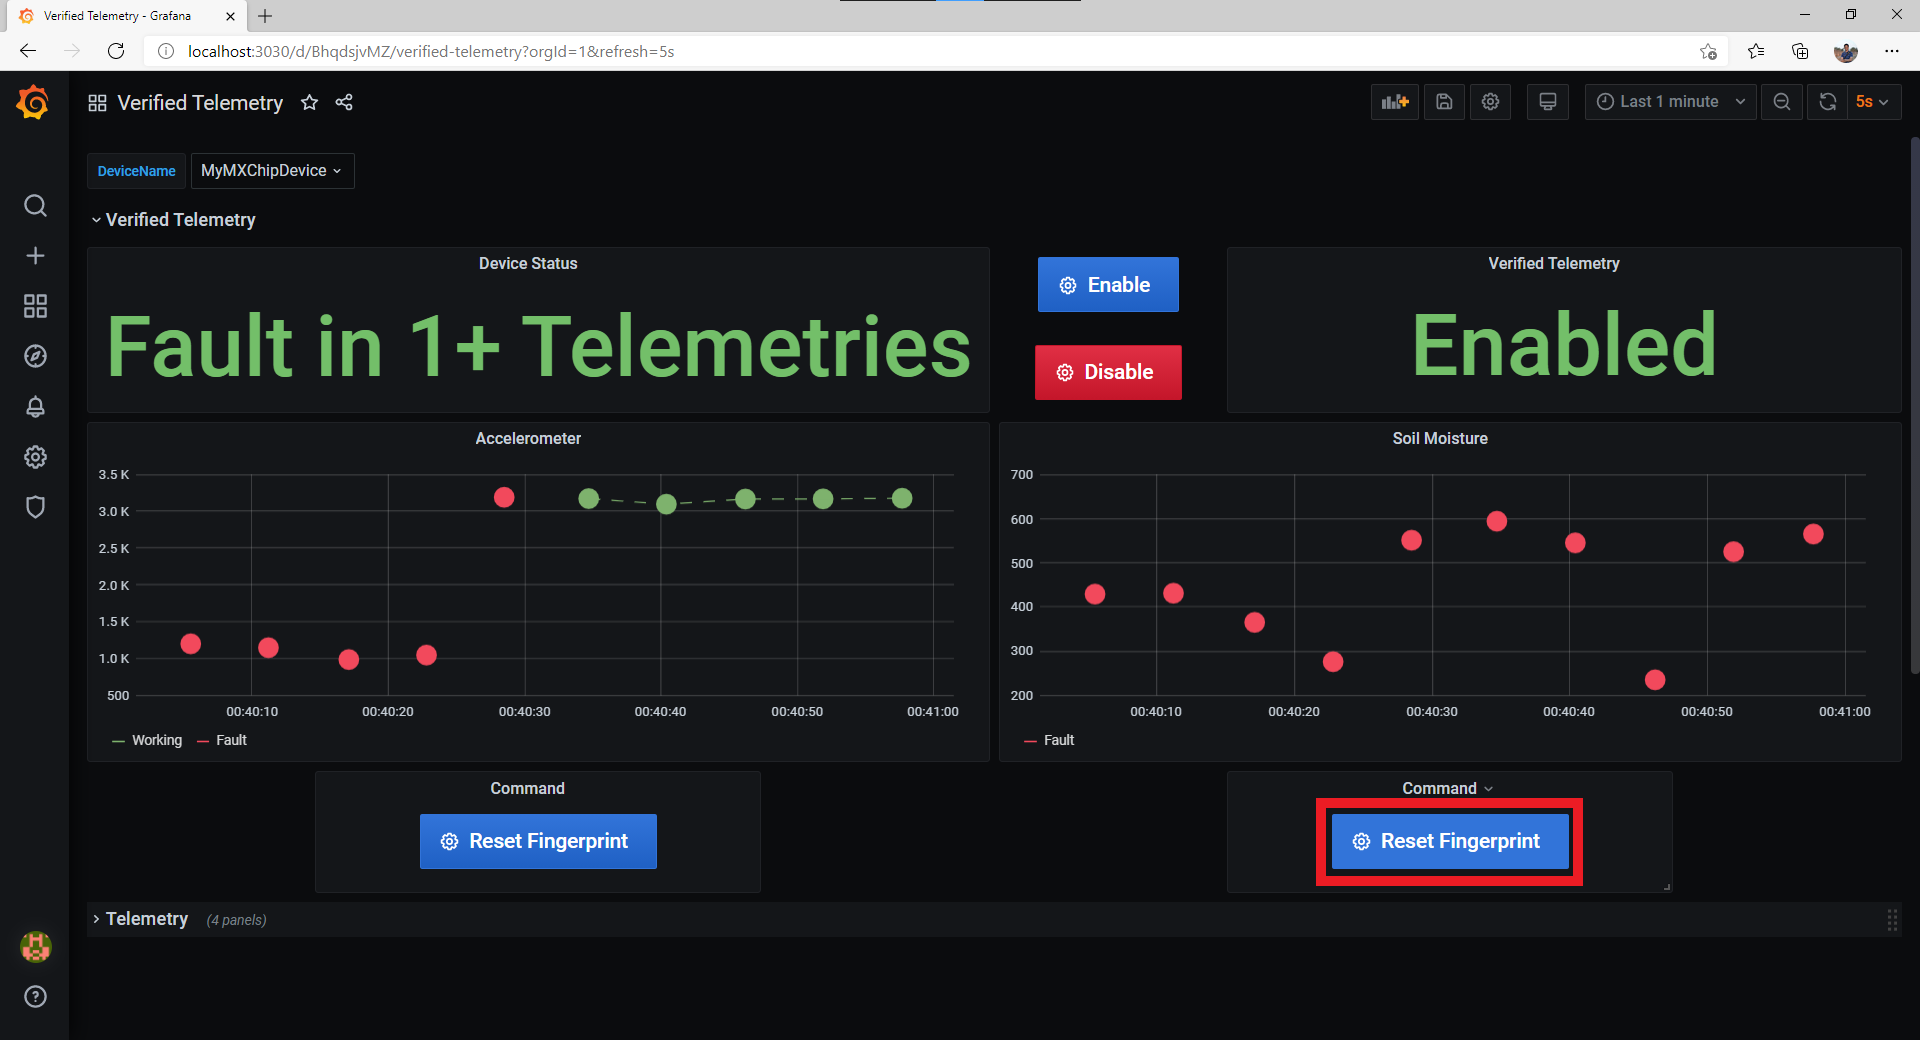 Verified Telemetry - Grafana
localhost:3030/d/BhqdsjvMZ/verified-telemetry?orgId=1&refresh=5s
Verified Telemetry
Last 1 minute
5s
DeviceName MyMXChipDevice
Verified Telemetry
Device Status
Fault in 1+ Telemetries
Enable
Disable
Verified Telemetry
Enabled
Accelerometer
3.5 K
3.0 K
2.5 K
2.0 K
1.5 K
1.0 K
500
00:40:10 00:40:20 00:40:30 00:40:40 00:40:50 00:41:00
Working Fault
Soil Moisture
700
600
500
400
300
200
00:40:10 00:40:20 00:40:30 00:40:40 00:40:50 00:41:00
Fault
Command
Reset Fingerprint
Command
Reset Fingerprint
Telemetry (4 panels)